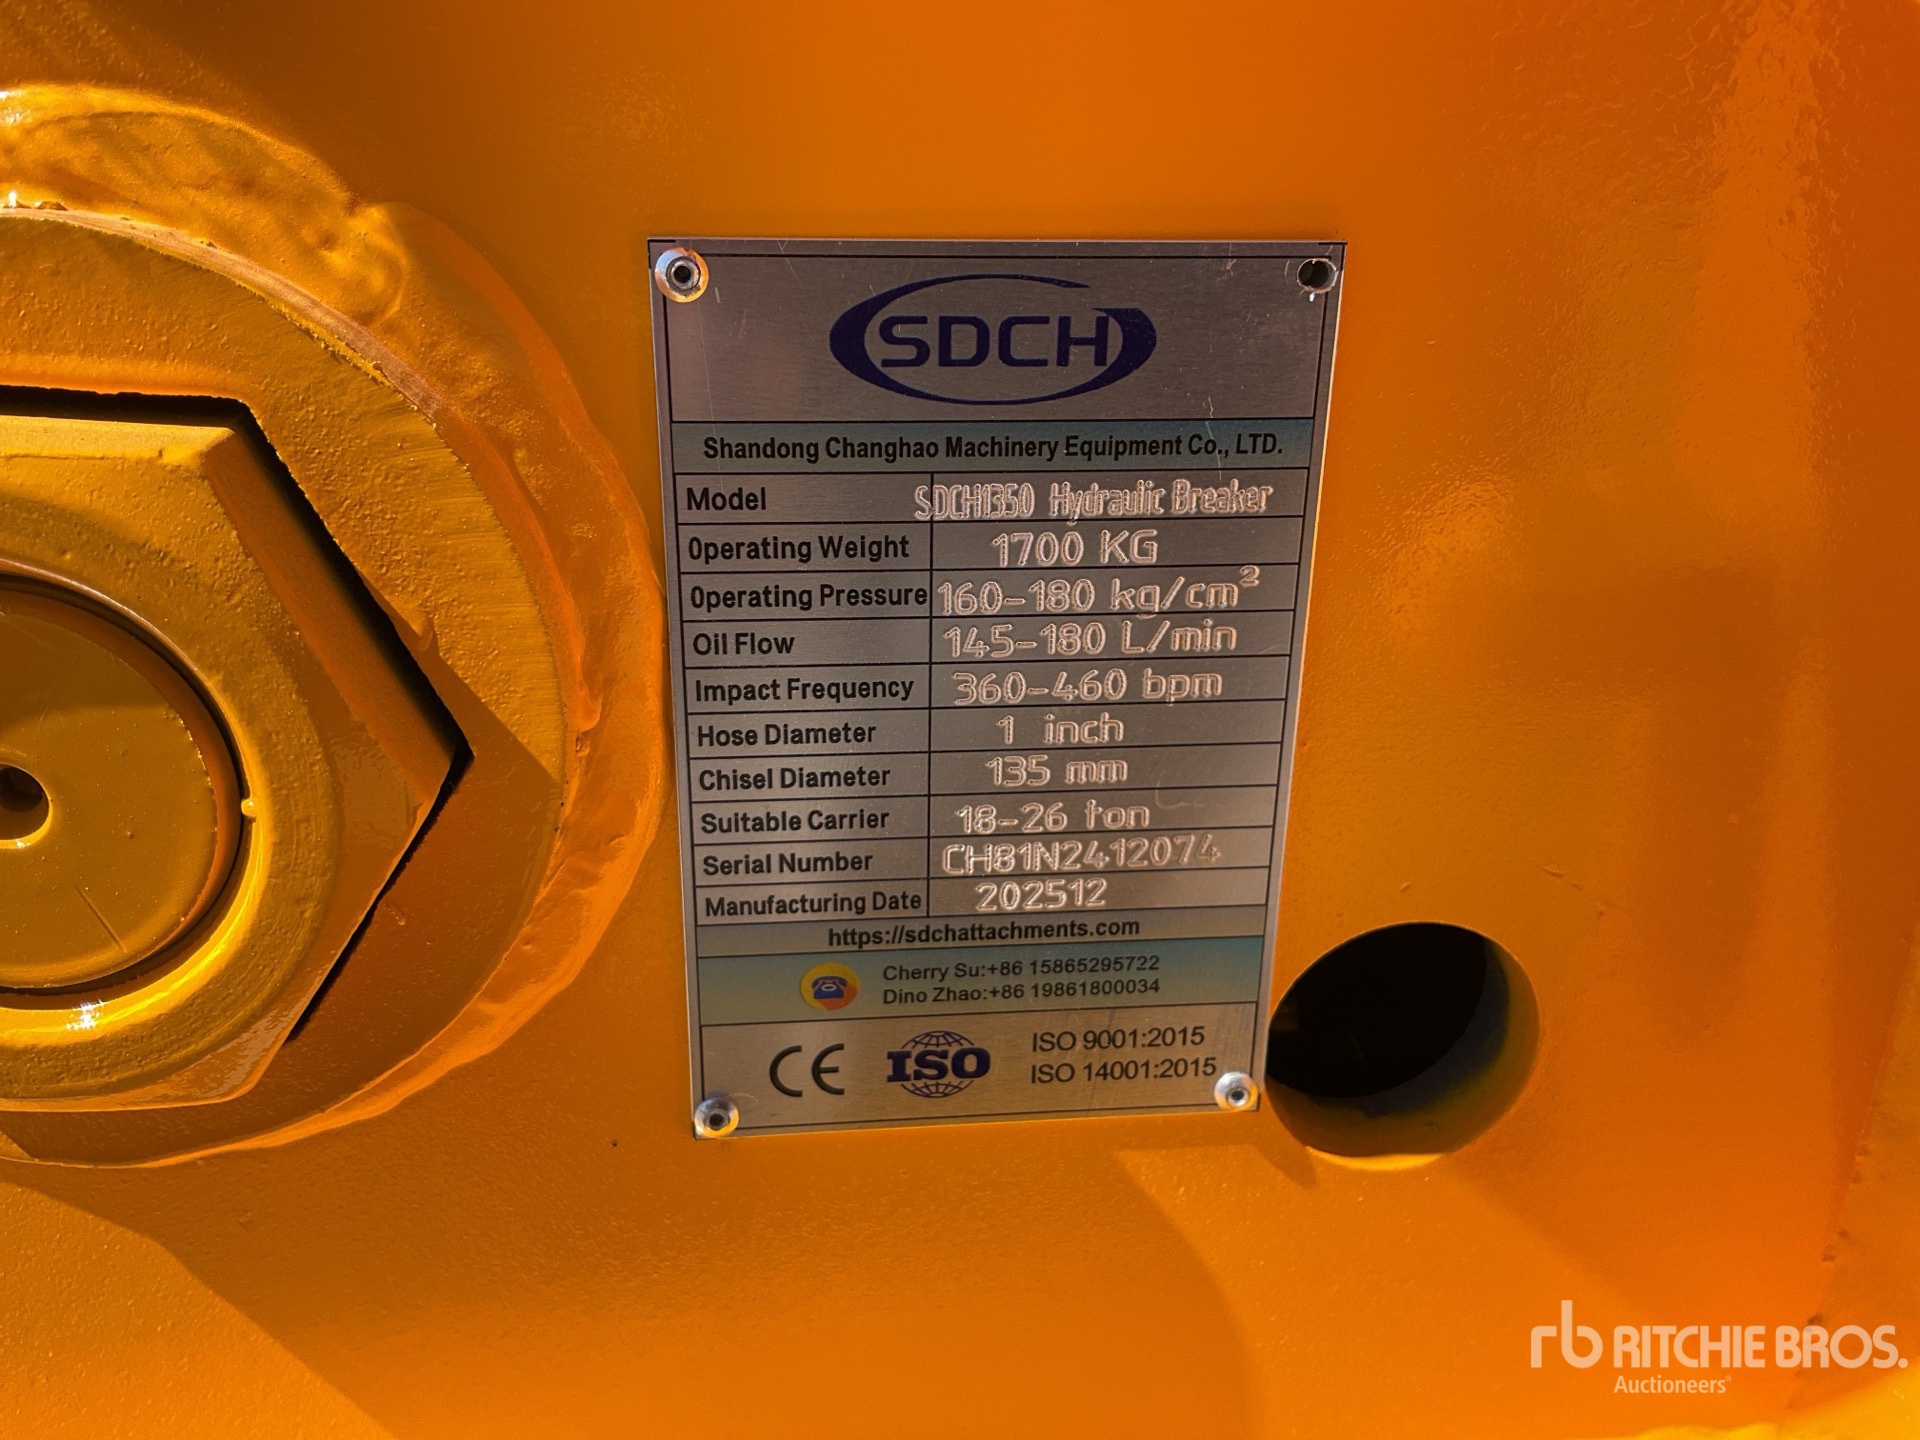 SDCH
Shandong Changhao Machinery Equipment Co., LTD.
Model SDCH1350 Hydraulic Breaker
Operating Weight 1700 KG
Operating Pressure 160-180 kg/cm²
Oil Flow 145-180 L/min
Impact Frequency 360-460 bpm
Hose Diameter 1 inch
Chisel Diameter 135 mm
Suitable Carrier 18-26 ton
Serial Number CH81N2412074
Manufacturing Date 202512
https://sdchattachments.com
Cherry Su:+86 15865295722
Dino Zhao:+86 19861800034
CE ISO ISO 9001:2015
ISO 14001:2015
rb RITCHIE BROS.
Auctioneers